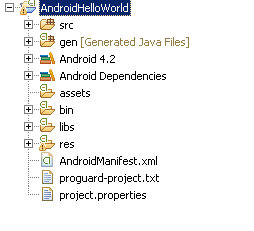 AndroidHelloWorld
src
gen [Generated Java Files]
Android 4.2
Android Dependencies
assets
bin
libs
res
AndroidManifest.xml
proguard-project.txt
project.properties